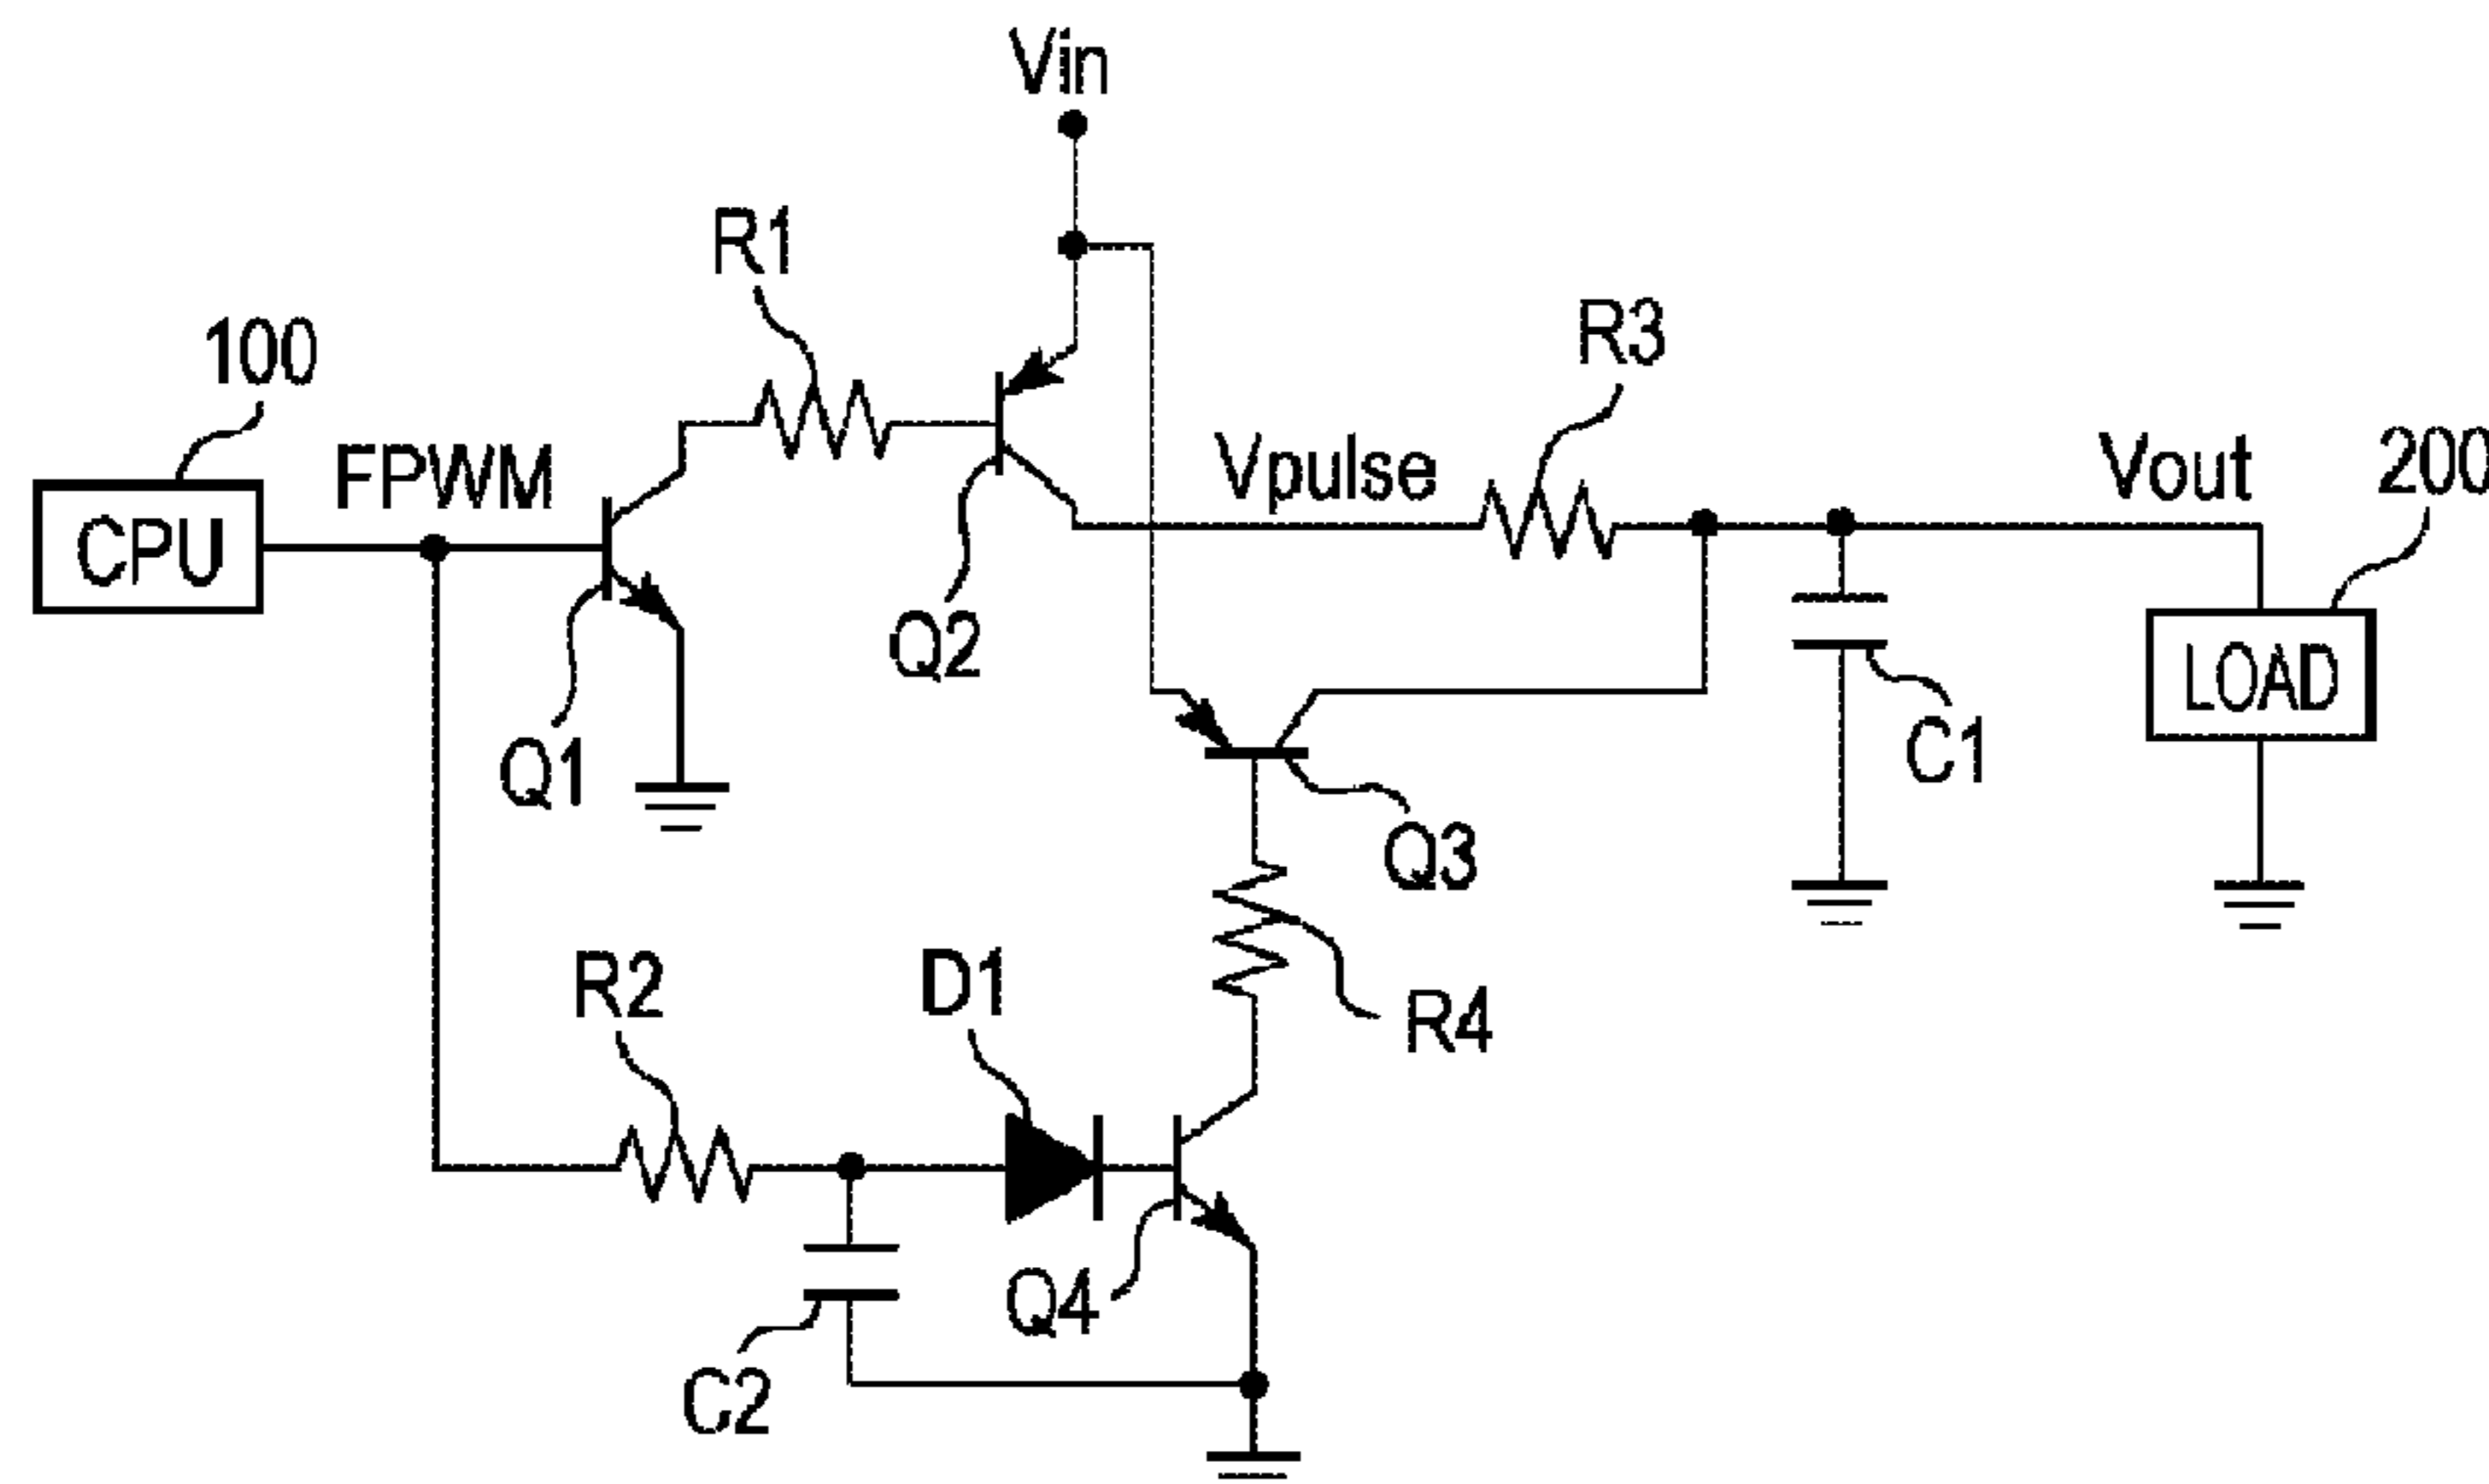 Vin
R1
R3
100
FPWM
Vpulse
Vout
200
CPU
Q2
LOAD
Q1
C1
Q3
R2
D1
R4
Q4
C2